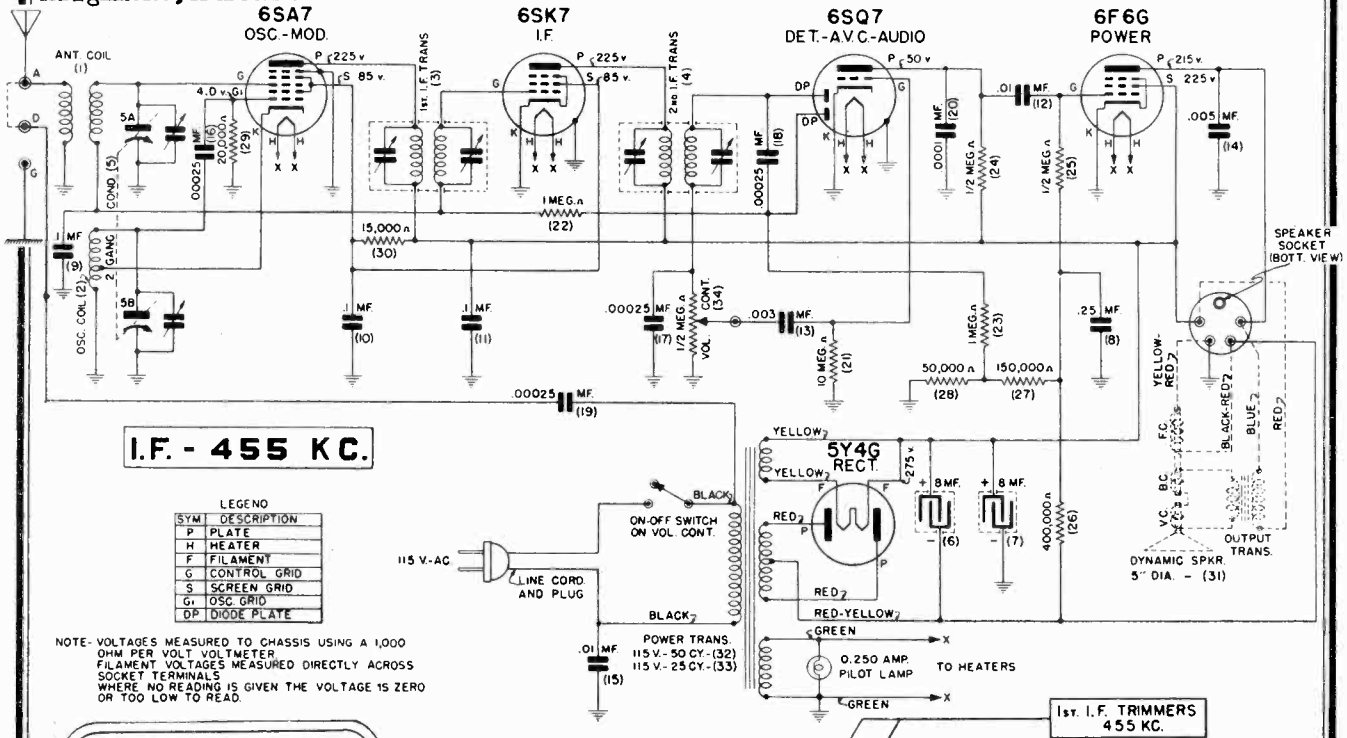 6SA7
OSC.-MOD.
6SK7
I.F.
6SQ7
DET.-A.V.C.-AUDIO
6F6G
POWER
ANT. COIL
(1)
A
D
G
5A
COND. (5)
2 GANG
5B
.1 MF
(9)
OSC. COIL (2)
4.0 v.
G1
G
K
H H
X X
P 225 v
S 85 v.
.00025 MF.
(16)
20,000 Ω
(29)
1ST. I.F. TRANS
(3)
15,000 Ω
(30)
.1 MF.
(10)
.1 MF.
(11)
G
K
H H
X X
P 225 v.
S 85 v.
1 MEG.Ω
(22)
2ND I.F. TRANS
(4)
.00025 MF.
(17)
1/2 MEG.Ω
VOL. CONT.
(34)
.00025 MF.
(18)
DP
DP
K
H H
X X
G
P 50 v
.003 MF.
(13)
10 MEG.Ω
(21)
.0001 MF.
(20)
1/2 MEG.Ω
(24)
.01 MF.
(12)
1/2 MEG.Ω
(25)
1 MEG.Ω
(23)
50,000 Ω
(28)
150,000 Ω
(27)
.25 MF.
(8)
G
K
H H
X X
P 215 v.
S 225 v.
.005 MF.
(14)
SPEAKER
SOCKET
(BOTT. VIEW)
YELLOW-
RED
BLACK-RED
BLUE
RED
F.C.
B.C.
V.C.
OUTPUT
TRANS.
DYNAMIC SPKR.
5" DIA. - (31)
.00025 MF.
(19)
I.F. - 455 KC.
LEGEND
SYM DESCRIPTION
P PLATE
H HEATER
F FILAMENT
G CONTROL GRID
S SCREEN GRID
G1 OSC. GRID
DP DIODE PLATE
NOTE- VOLTAGES MEASURED TO CHASSIS USING A 1,000
OHM PER VOLT VOLTMETER.
FILAMENT VOLTAGES MEASURED DIRECTLY ACROSS
SOCKET TERMINALS
WHERE NO READING IS GIVEN THE VOLTAGE IS ZERO
OR TOO LOW TO READ.
115 V.-AC.
ON-OFF SWITCH
ON VOL. CONT.
LINE CORD
AND PLUG
BLACK
BLACK
.01 MF.
(15)
POWER TRANS.
115 V.- 50 CY.-(32)
115 V.- 25 CY.-(33)
YELLOW
YELLOW
RED
RED
RED-YELLOW
5Y4G
RECT.
F F
P P
275 v.
+ 8 MF.
- (6)
+ 8 MF.
- (7)
400,000 Ω
(26)
GREEN
GREEN
0.250 AMP.
PILOT LAMP
X
X
TO HEATERS
1ST. I.F. TRIMMERS
455 KC.